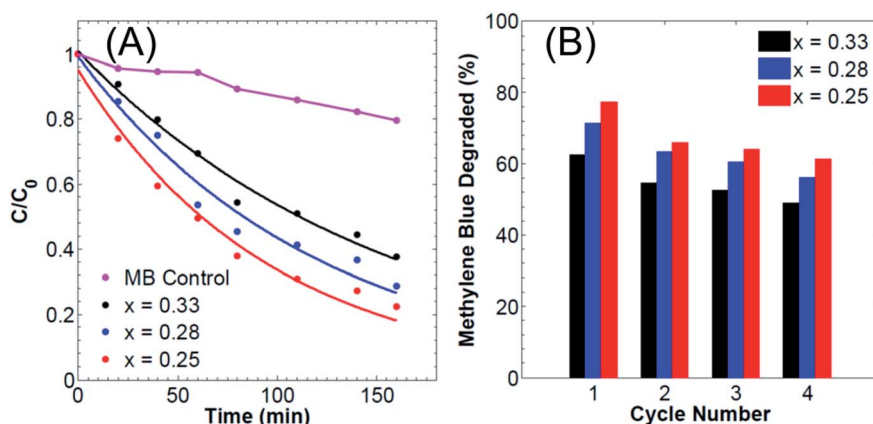 (A)
1
0.8
0.6
0.4
0.2
0
C/C0
MB Control
x = 0.33
x = 0.28
x = 0.25
0 50 100 150
Time (min)
(B)
x = 0.33
x = 0.28
x = 0.25
100
80
60
40
20
0
Methylene Blue Degraded (%)
1 2 3 4
Cycle Number